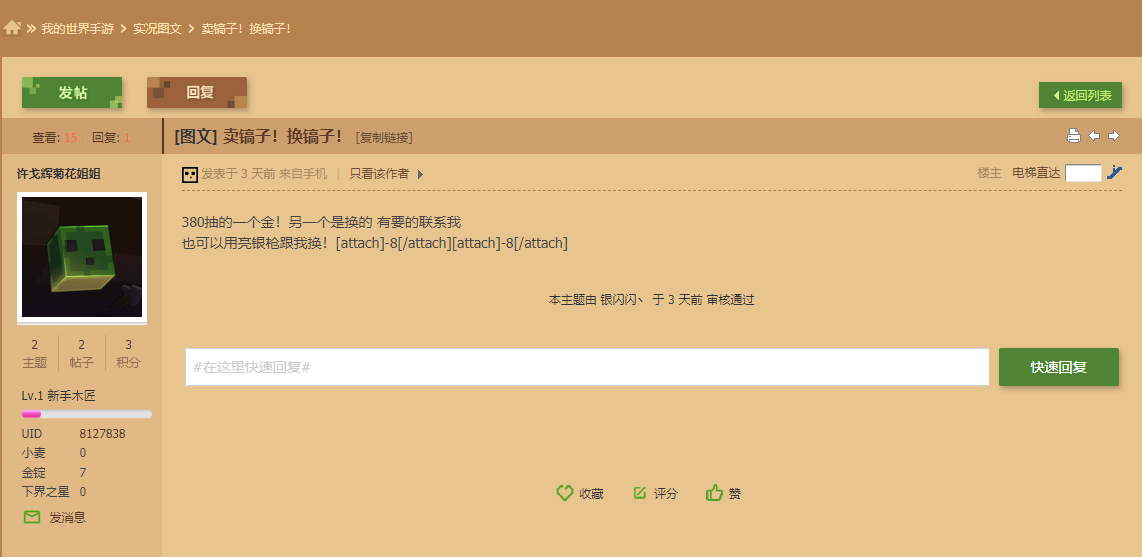 我的世界手游 > 实况图文 > 卖镐子！换镐子！
发帖
回复
返回列表
查看: 15 | 回复: 1
[图文] 卖镐子！换镐子！ [复制链接]
许戈辉菊花姐姐
发表于 3 天前 来自手机 | 只看该作者
楼主 电梯直达
380抽的一个金！另一个是换的 有要的联系我
也可以用亮银枪跟我换！[attach]-8[/attach][attach]-8[/attach]
本主题由 银闪闪丶 于 3 天前 审核通过
2 2 3
主题 帖子 积分
#在这里快速回复#
快速回复
Lv.1 新手木匠
UID 8127838
小麦 0
金锭 7
下界之星 0
发消息
收藏 评分 赞